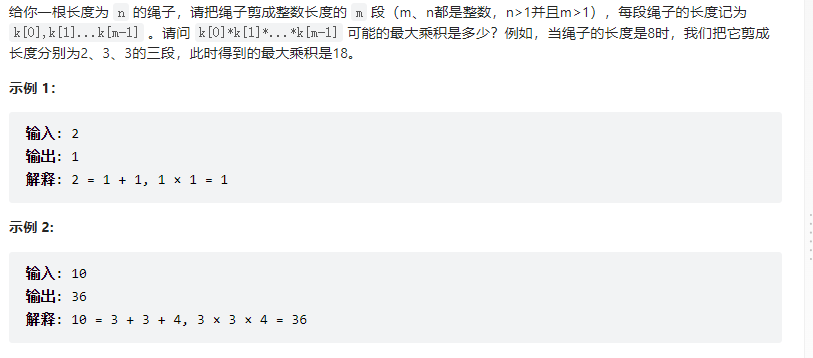 给你一根长度为 n 的绳子，请把绳子剪成整数长度的 m 段（m、n都是整数，n>1并且m>1），每段绳子的长度记为
k[0],k[1]...k[m-1] 。请问 k[0]*k[1]*...*k[m-1] 可能的最大乘积是多少？例如，当绳子的长度是8时，我们把它剪成
长度分别为2、3、3的三段，此时得到的最大乘积是18。
示例 1：
输入: 2
输出: 1
解释: 2 = 1 + 1, 1 × 1 = 1
示例 2:
输入: 10
输出: 36
解释: 10 = 3 + 3 + 4, 3 × 3 × 4 = 36